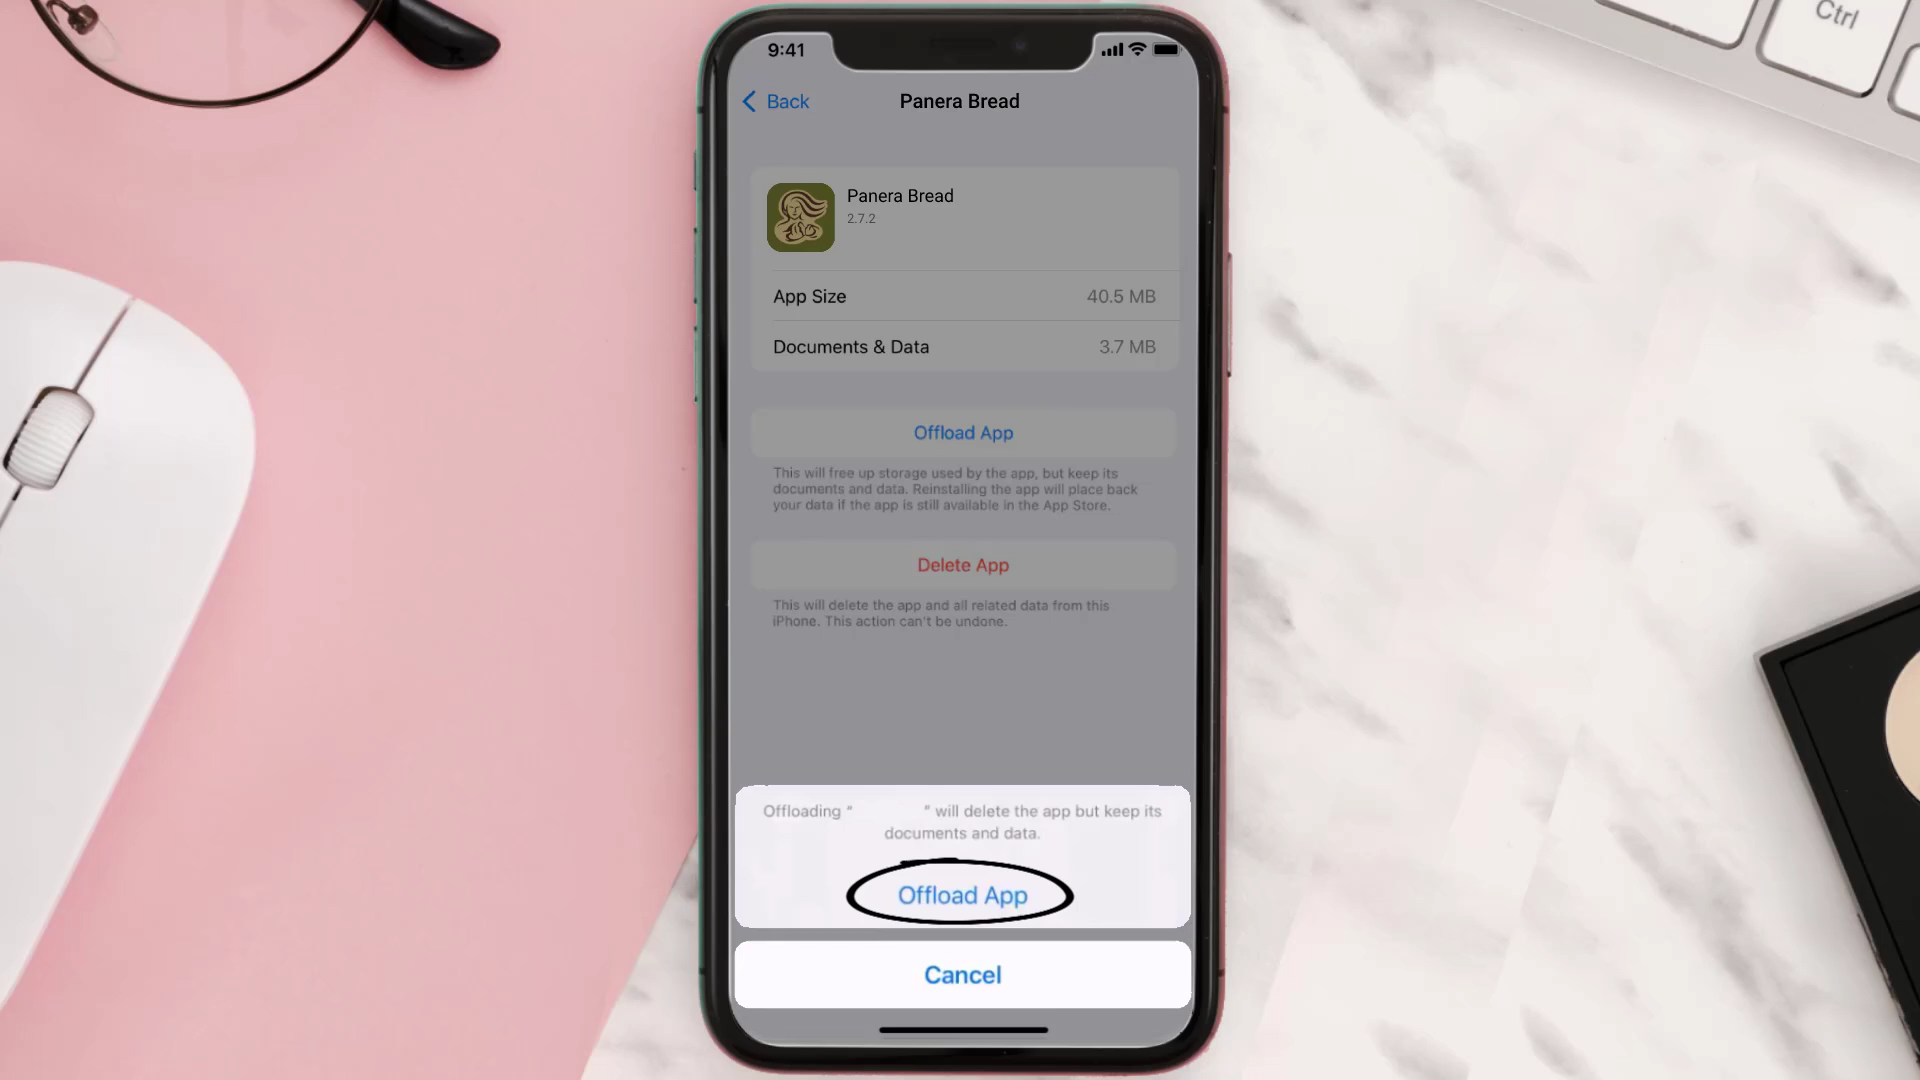 Ctrl
9:41
Back
Panera Bread
Panera Bread
2.7.2
App Size 40.5 MB
Documents & Data 3.7 MB
Offload App
This will free up storage used by the app, but keep its
documents and data. Reinstalling the app will place back
your data if the app is still available in the App Store.
Delete App
This will delete the app and all related data from this
iPhone. This action can't be undone.
Offloading “ ” will delete the app but keep its
documents and data.
Offload App
Cancel